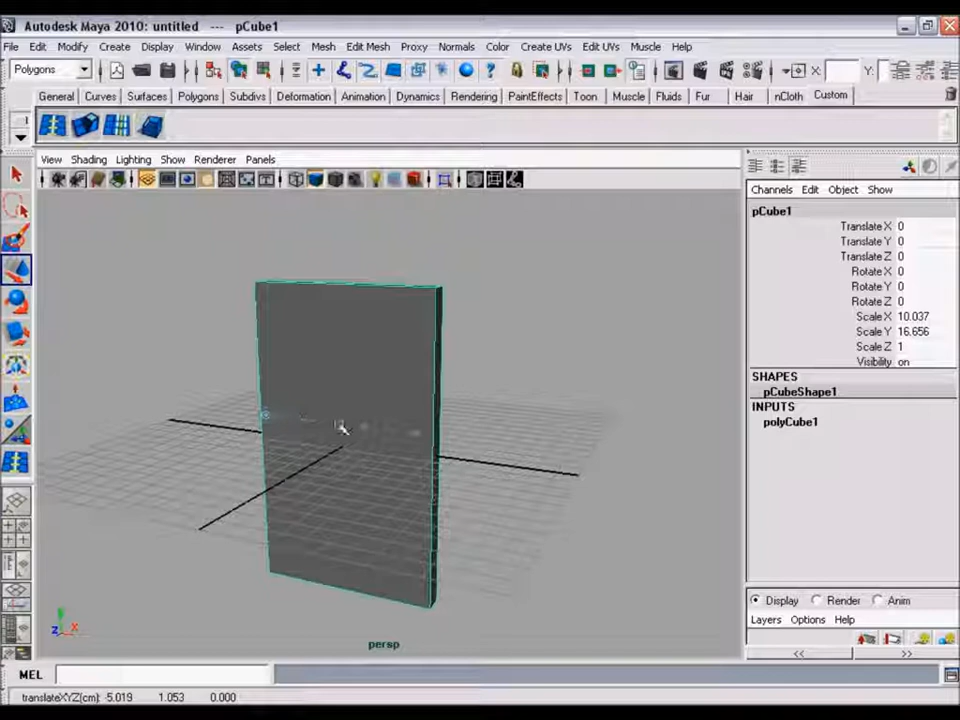 Autodesk Maya 2010: untitled --- pCube1
File Edit Modify Create Display Window Assets Select Mesh Edit Mesh Proxy Normals Color Create UVs Edit UVs Muscle Help
Polygons X: Y:
General Curves Surfaces Polygons Subdivs Deformation Animation Dynamics Rendering PaintEffects Toon Muscle Fluids Fur Hair nCloth Custom
View Shading Lighting Show Renderer Panels
Channels Edit Object Show
pCube1
Translate X 0
Translate Y 0
Translate Z 0
Rotate X 0
Rotate Y 0
Rotate Z 0
Scale X 10.037
Scale Y 16.656
Scale Z 1
Visibility on
SHAPES
pCubeShape1
INPUTS
polyCube1
Z X
persp
Display Render Anim
Layers Options Help
<< >>
MEL
translateXYZ(cm): -5.019 1.053 0.000